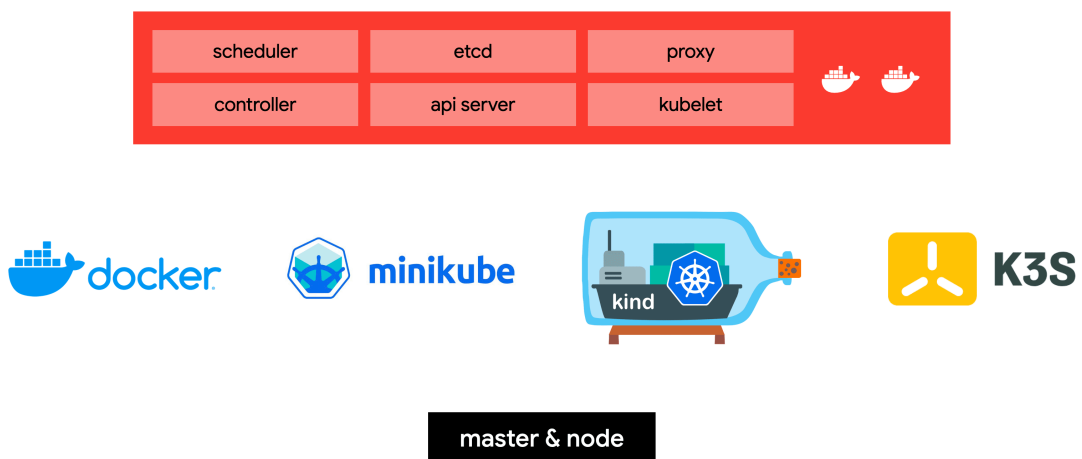 scheduler etcd proxy
controller api server kubelet
docker minikube kind K3S
master & node